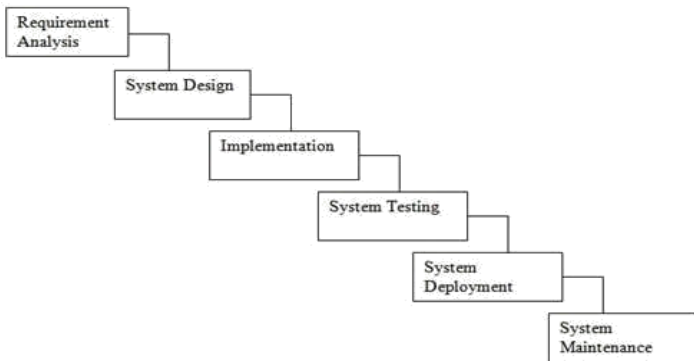 Requirement
Analysis
System Design
Implementation
System Testing
System
Deployment
System
Maintenance